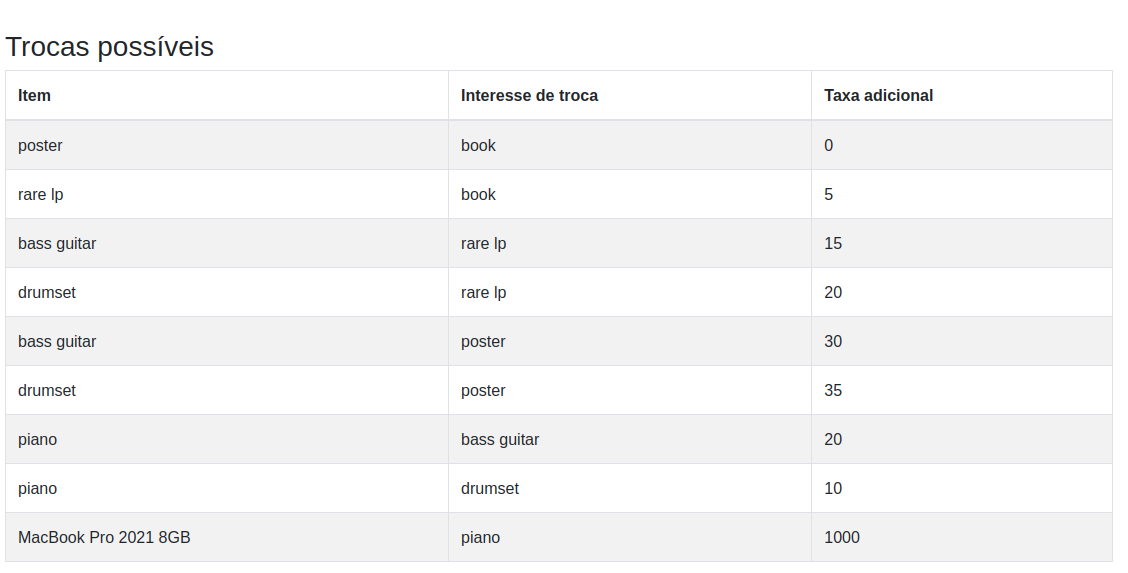 Trocas possíveis
Item Interesse de troca Taxa adicional
poster book 0
rare lp book 5
bass guitar rare lp 15
drumset rare lp 20
bass guitar poster 30
drumset poster 35
piano bass guitar 20
piano drumset 10
MacBook Pro 2021 8GB piano 1000